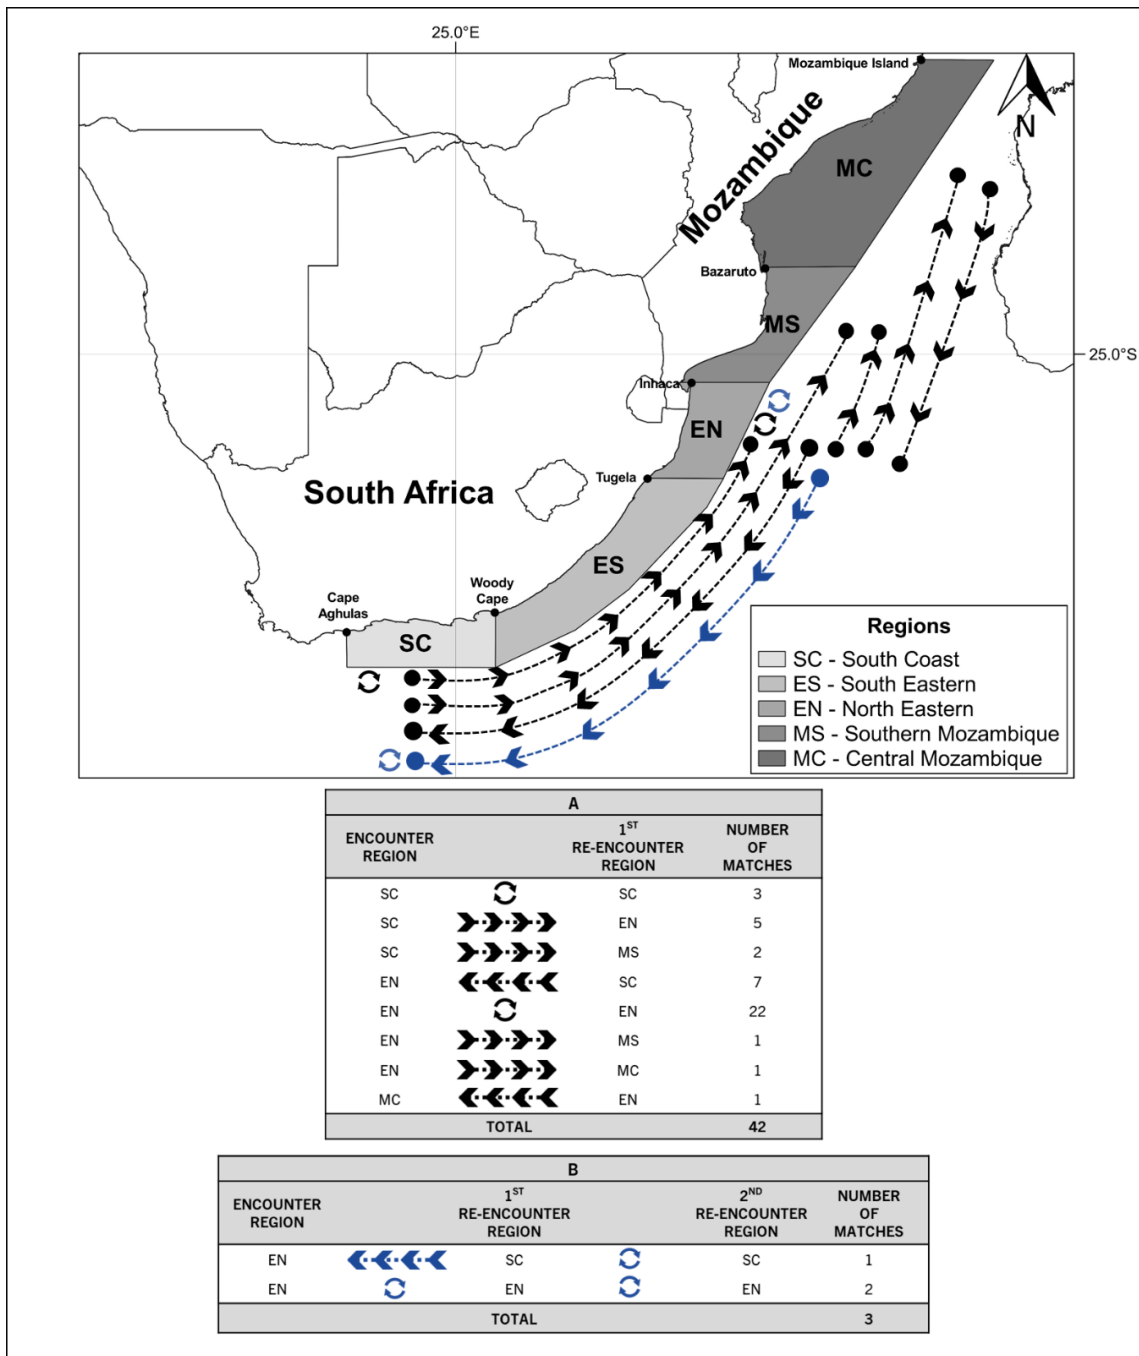 25.0°E
Mozambique Island
N
Mozambique
MC
Bazaruto
MS
25.0°S
Inhaca
EN
Tugela
South Africa
ES
Woody
Cape
Cape
Aghulas
SC
Regions
SC - South Coast
ES - South Eastern
EN - North Eastern
MS - Southern Mozambique
MC - Central Mozambique
A
ENCOUNTER
REGION
1ST
RE-ENCOUNTER
REGION
NUMBER
OF
MATCHES
SC SC 3
SC EN 5
SC MS 2
EN SC 7
EN EN 22
EN MS 1
EN MC 1
MC EN 1
TOTAL 42
B
ENCOUNTER
REGION
1ST
RE-ENCOUNTER
REGION
2ND
RE-ENCOUNTER
REGION
NUMBER
OF
MATCHES
EN SC SC 1
EN EN EN 2
TOTAL 3